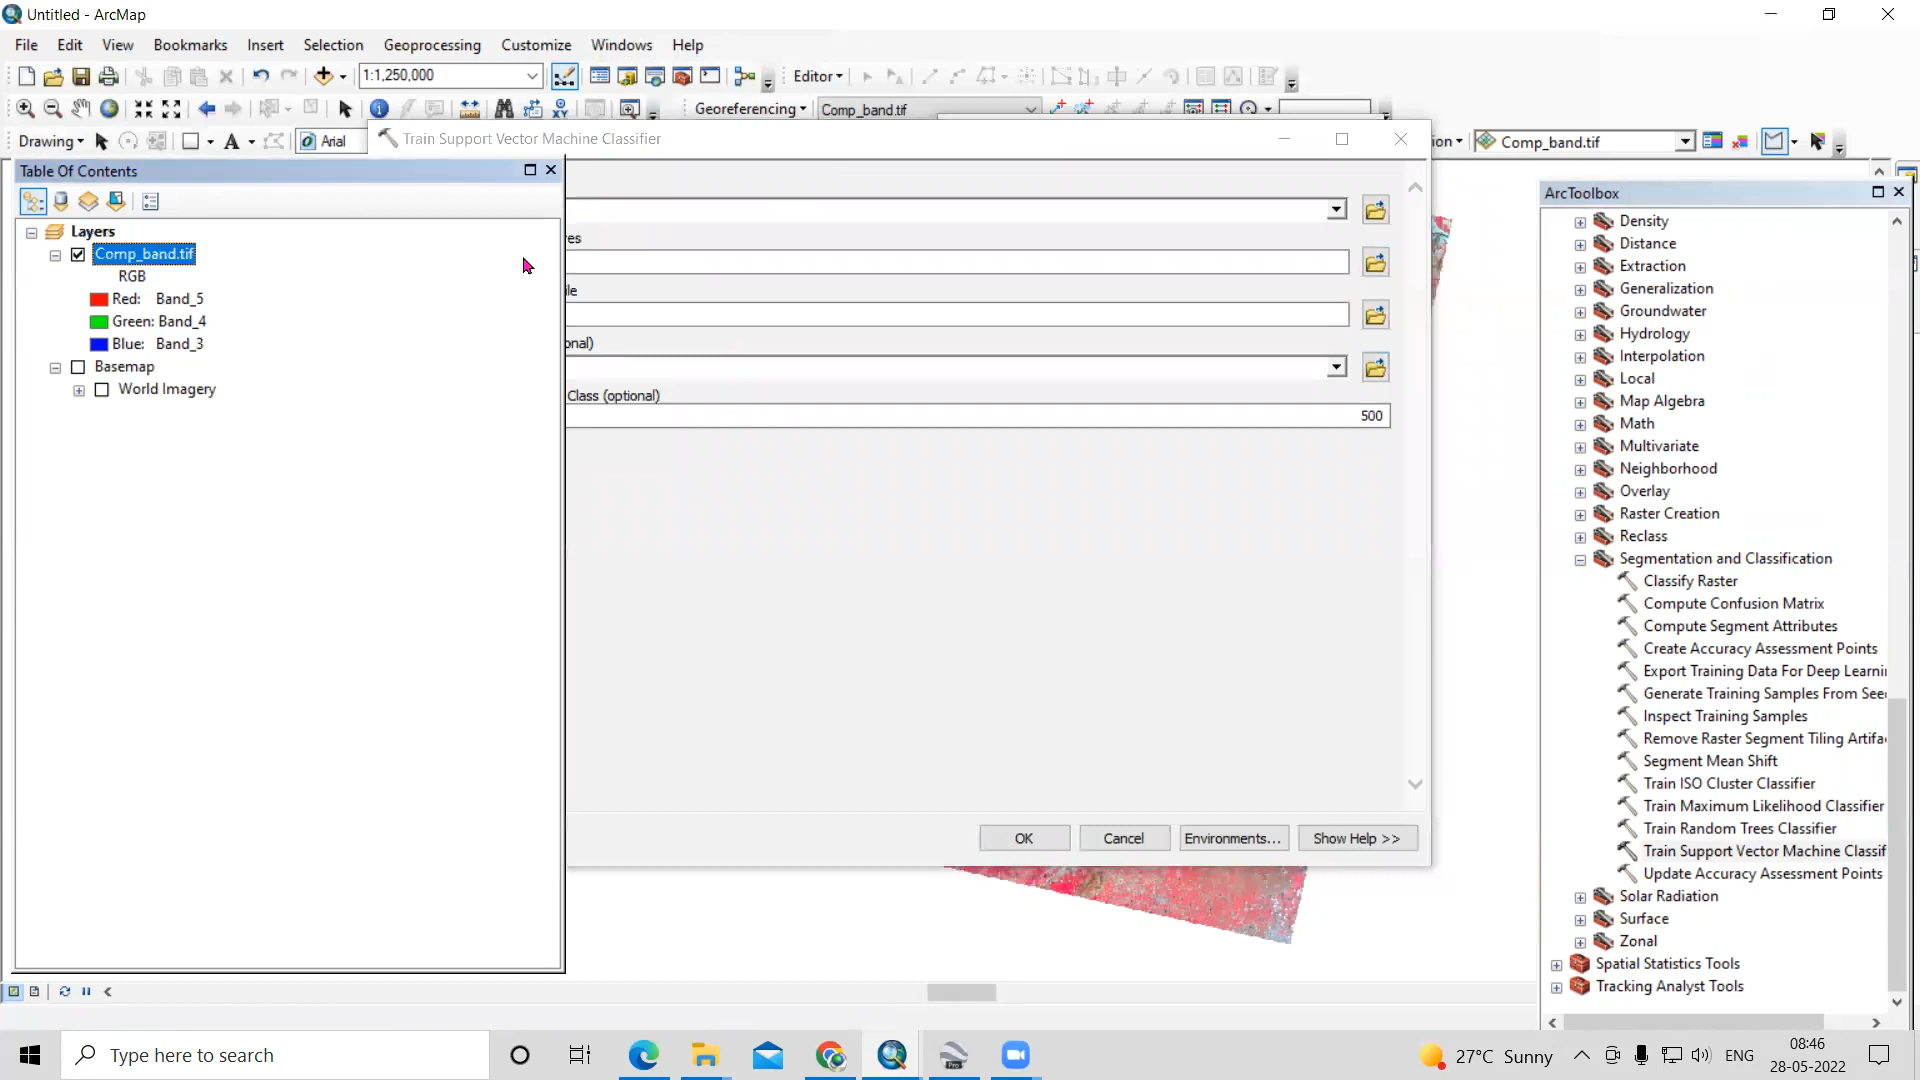 Untitled - ArcMap
File Edit View Bookmarks Insert Selection Geoprocessing Customize Windows Help
1:1,250,000
Editor
Georeferencing
Comp_band.tif
Drawing
A
Arial
Train Support Vector Machine Classifier
on
Comp_band.tif
Table Of Contents
Layers
Comp_band.tif
RGB
Red: Band_5
Green: Band_4
Blue: Band_3
Basemap
World Imagery
res
ile
onal)
Class (optional)
500
OK
Cancel
Environments...
Show Help >>
ArcToolbox
Density
Distance
Extraction
Generalization
Groundwater
Hydrology
Interpolation
Local
Map Algebra
Math
Multivariate
Neighborhood
Overlay
Raster Creation
Reclass
Segmentation and Classification
Classify Raster
Compute Confusion Matrix
Compute Segment Attributes
Create Accuracy Assessment Points
Export Training Data For Deep Learni
Generate Training Samples From See
Inspect Training Samples
Remove Raster Segment Tiling Artifa
Segment Mean Shift
Train ISO Cluster Classifier
Train Maximum Likelihood Classifier
Train Random Trees Classifier
Train Support Vector Machine Classif
Update Accuracy Assessment Points
Solar Radiation
Surface
Zonal
Spatial Statistics Tools
Tracking Analyst Tools
Type here to search
27°C Sunny
ENG
08:46
28-05-2022